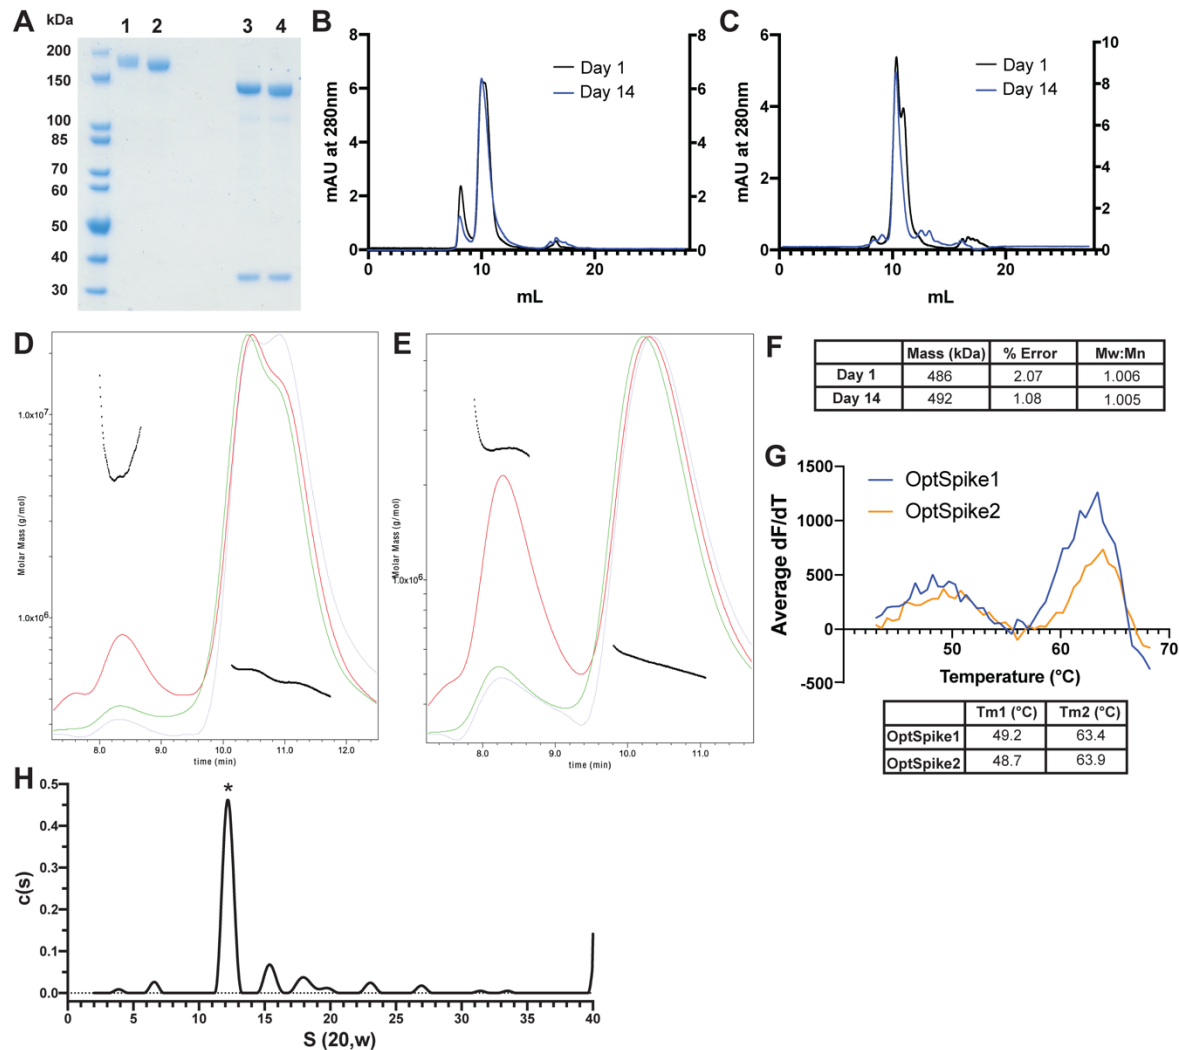 A
kDa
1 2 3 4
200
150
100
85
70
60
50
40
30
B
Day 1
Day 14
mAU at 280nm
6
4
2
0
8
6
4
2
0
0 10 20
mL
C
Day 1
Day 14
mAU at 280nm
6
4
2
0
10
8
6
4
2
0
0 10 20
mL
D
Molar Mass (g/mol)
1.0x10⁷
1.0x10⁶
8.0 9.0 10.0 11.0 12.0
time (min)
E
Molar Mass (g/mol)
1.0x10⁶
8.0 9.0 10.0 11.0
time (min)
F
Mass (kDa) % Error Mw:Mn
Day 1 486 2.07 1.006
Day 14 492 1.08 1.005
G
OptSpike1
OptSpike2
Average dF/dT
1500
1000
500
0
-500
50 60 70
Temperature (°C)
Tm1 (°C) Tm2 (°C)
OptSpike1 49.2 63.4
OptSpike2 48.7 63.9
H
*
c(s)
0.5
0.4
0.3
0.2
0.1
0.0
0 5 10 15 20 25 30 35 40
S (20,w)